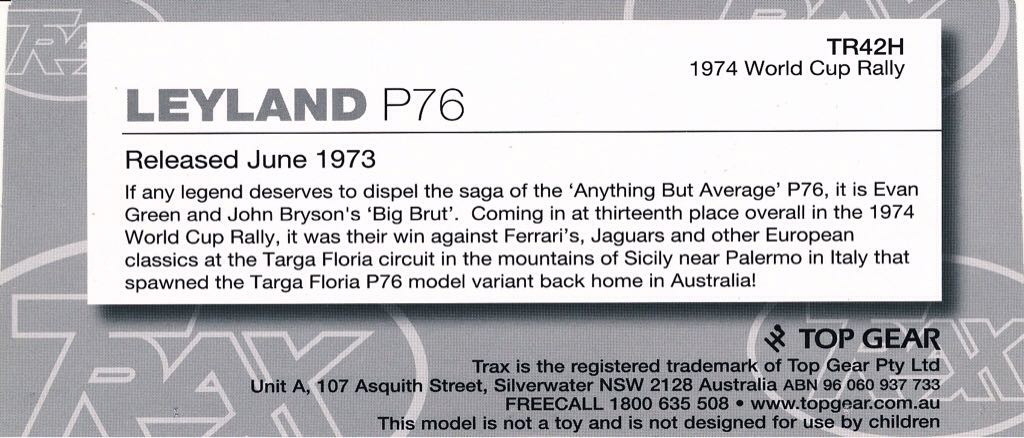 TRAX
TR42H
1974 World Cup Rally
LEYLAND P76
Released June 1973
If any legend deserves to dispel the saga of the ‘Anything But Average’ P76, it is Evan
Green and John Bryson's ‘Big Brut’.  Coming in at thirteenth place overall in the 1974
World Cup Rally, it was their win against Ferrari’s, Jaguars and other European
classics at the Targa Floria circuit in the mountains of Sicily near Palermo in Italy that
spawned the Targa Floria P76 model variant back home in Australia!
TRAX
TRAX
TOP GEAR
Trax is the registered trademark of Top Gear Pty Ltd
Unit A, 107 Asquith Street, Silverwater NSW 2128 Australia ABN 96 060 937 733
FREECALL 1800 635 508 • www.topgear.com.au
This model is not a toy and is not designed for use by children